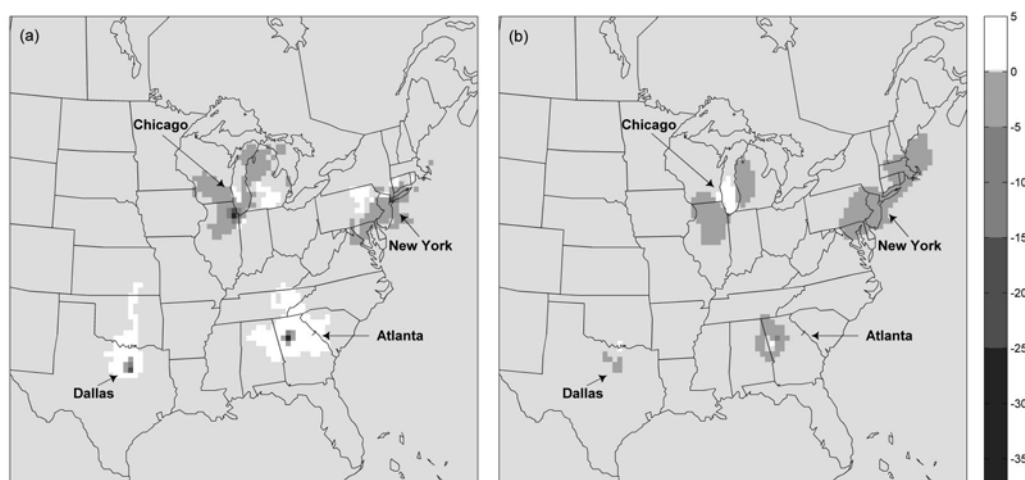 (a)
Chicago
New York
Atlanta
Dallas
(b)
Chicago
New York
Atlanta
Dallas
5
0
-5
-10
-15
-20
-25
-30
-35